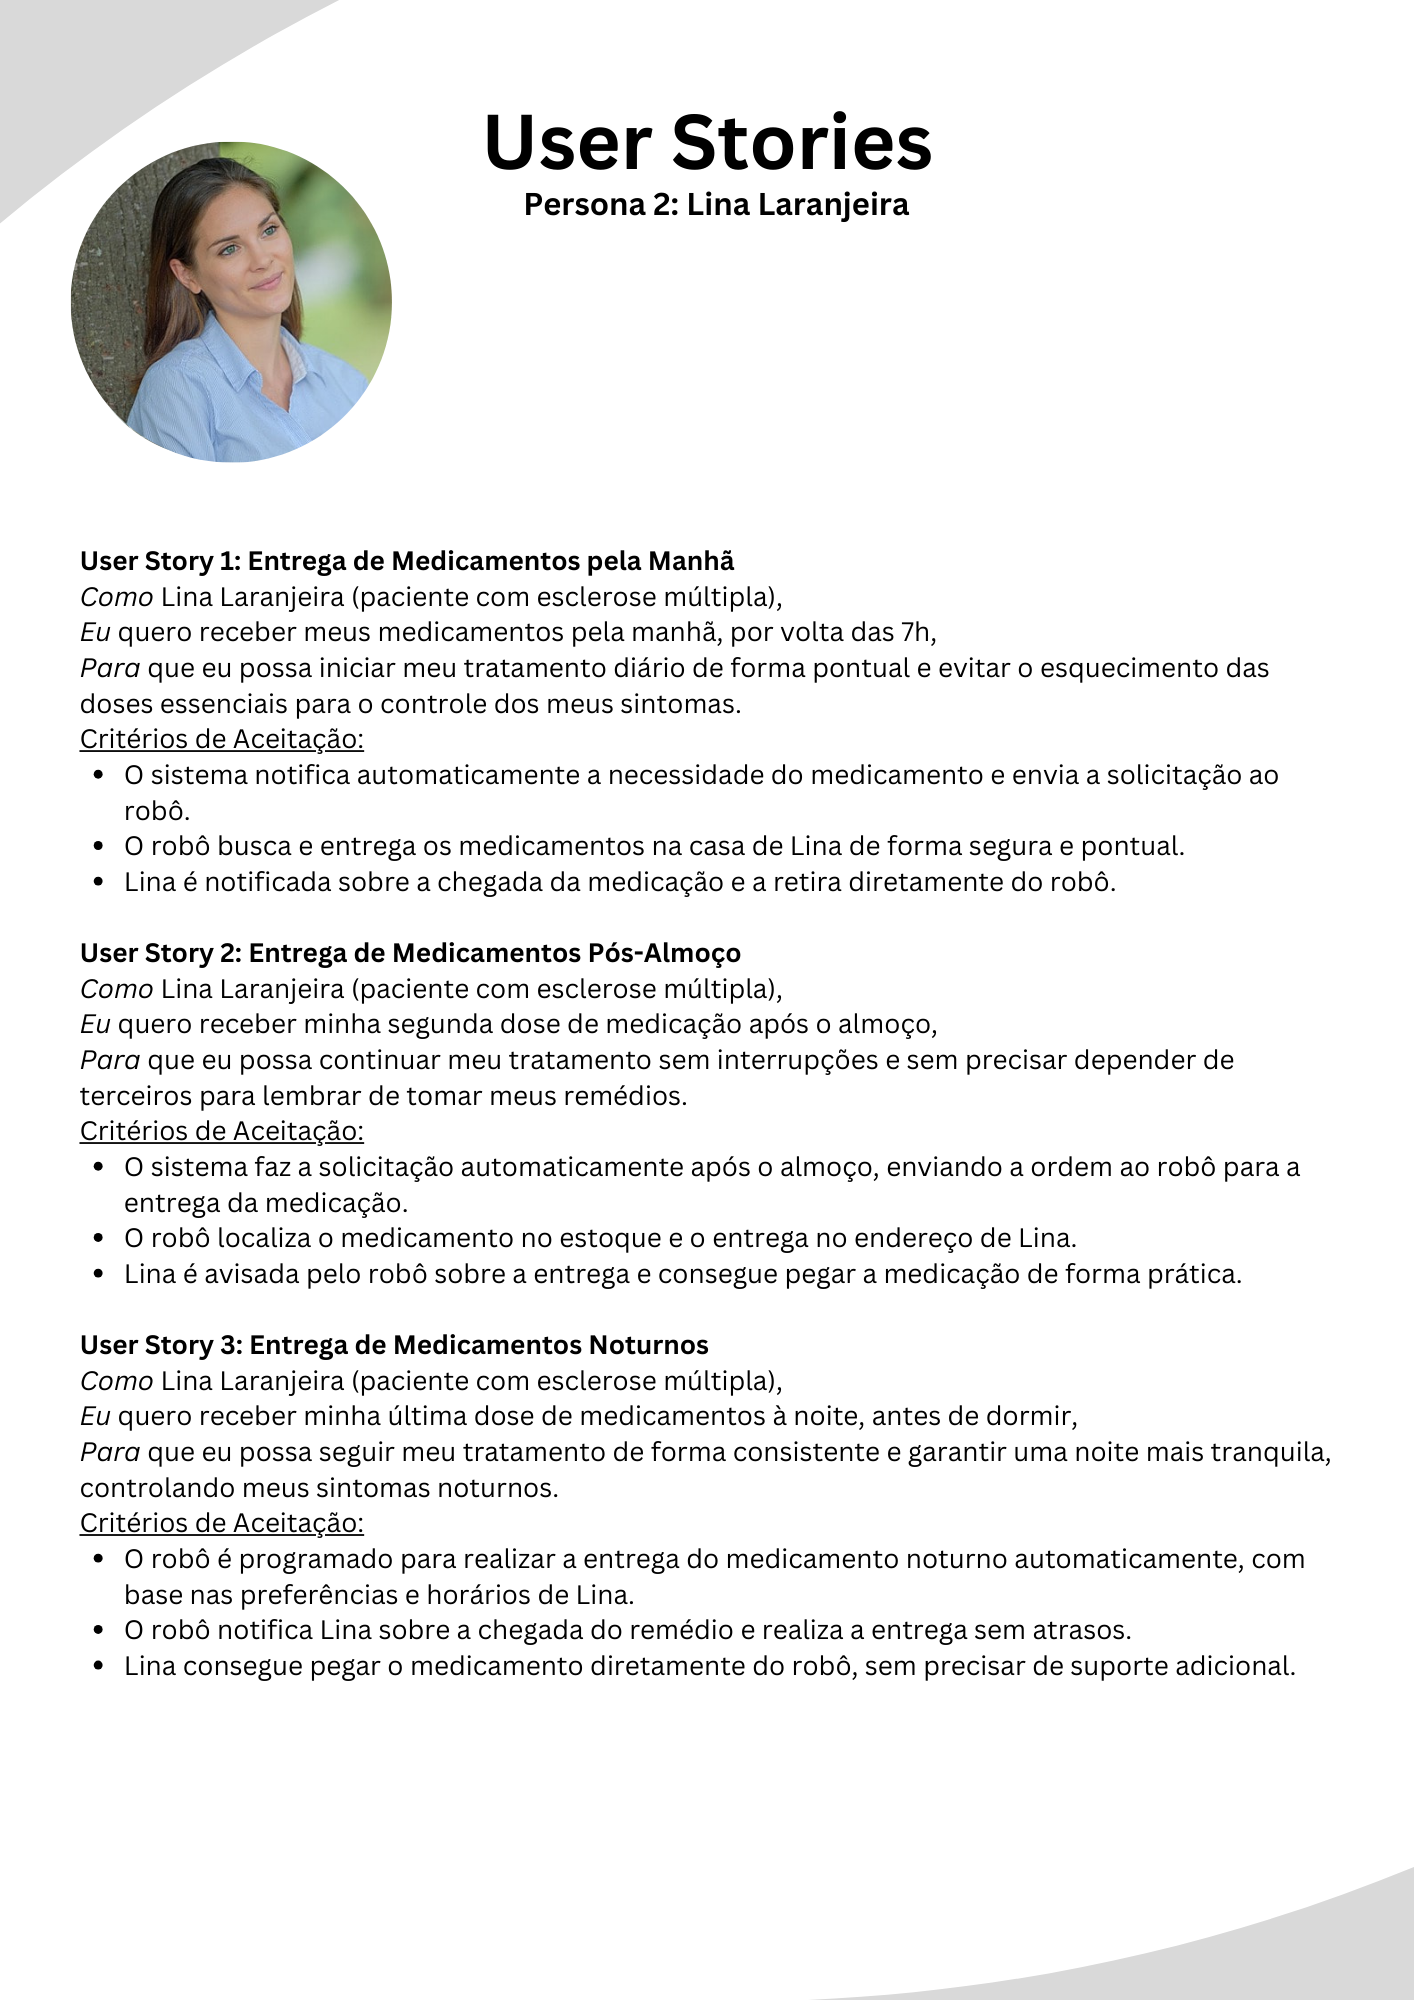 User Stories
Persona 2: Lina Laranjeira
User Story 1: Entrega de Medicamentos pela Manhã
Como Lina Laranjeira (paciente com esclerose múltipla),
Eu quero receber meus medicamentos pela manhã, por volta das 7h,
Para que eu possa iniciar meu tratamento diário de forma pontual e evitar o esquecimento das
doses essenciais para o controle dos meus sintomas.
Critérios de Aceitação:
• O sistema notifica automaticamente a necessidade do medicamento e envia a solicitação ao
robô.
• O robô busca e entrega os medicamentos na casa de Lina de forma segura e pontual.
• Lina é notificada sobre a chegada da medicação e a retira diretamente do robô.
User Story 2: Entrega de Medicamentos Pós-Almoço
Como Lina Laranjeira (paciente com esclerose múltipla),
Eu quero receber minha segunda dose de medicação após o almoço,
Para que eu possa continuar meu tratamento sem interrupções e sem precisar depender de
terceiros para lembrar de tomar meus remédios.
Critérios de Aceitação:
• O sistema faz a solicitação automaticamente após o almoço, enviando a ordem ao robô para a
entrega da medicação.
• O robô localiza o medicamento no estoque e o entrega no endereço de Lina.
• Lina é avisada pelo robô sobre a entrega e consegue pegar a medicação de forma prática.
User Story 3: Entrega de Medicamentos Noturnos
Como Lina Laranjeira (paciente com esclerose múltipla),
Eu quero receber minha última dose de medicamentos à noite, antes de dormir,
Para que eu possa seguir meu tratamento de forma consistente e garantir uma noite mais tranquila,
controlando meus sintomas noturnos.
Critérios de Aceitação:
• O robô é programado para realizar a entrega do medicamento noturno automaticamente, com
base nas preferências e horários de Lina.
• O robô notifica Lina sobre a chegada do remédio e realiza a entrega sem atrasos.
• Lina consegue pegar o medicamento diretamente do robô, sem precisar de suporte adicional.